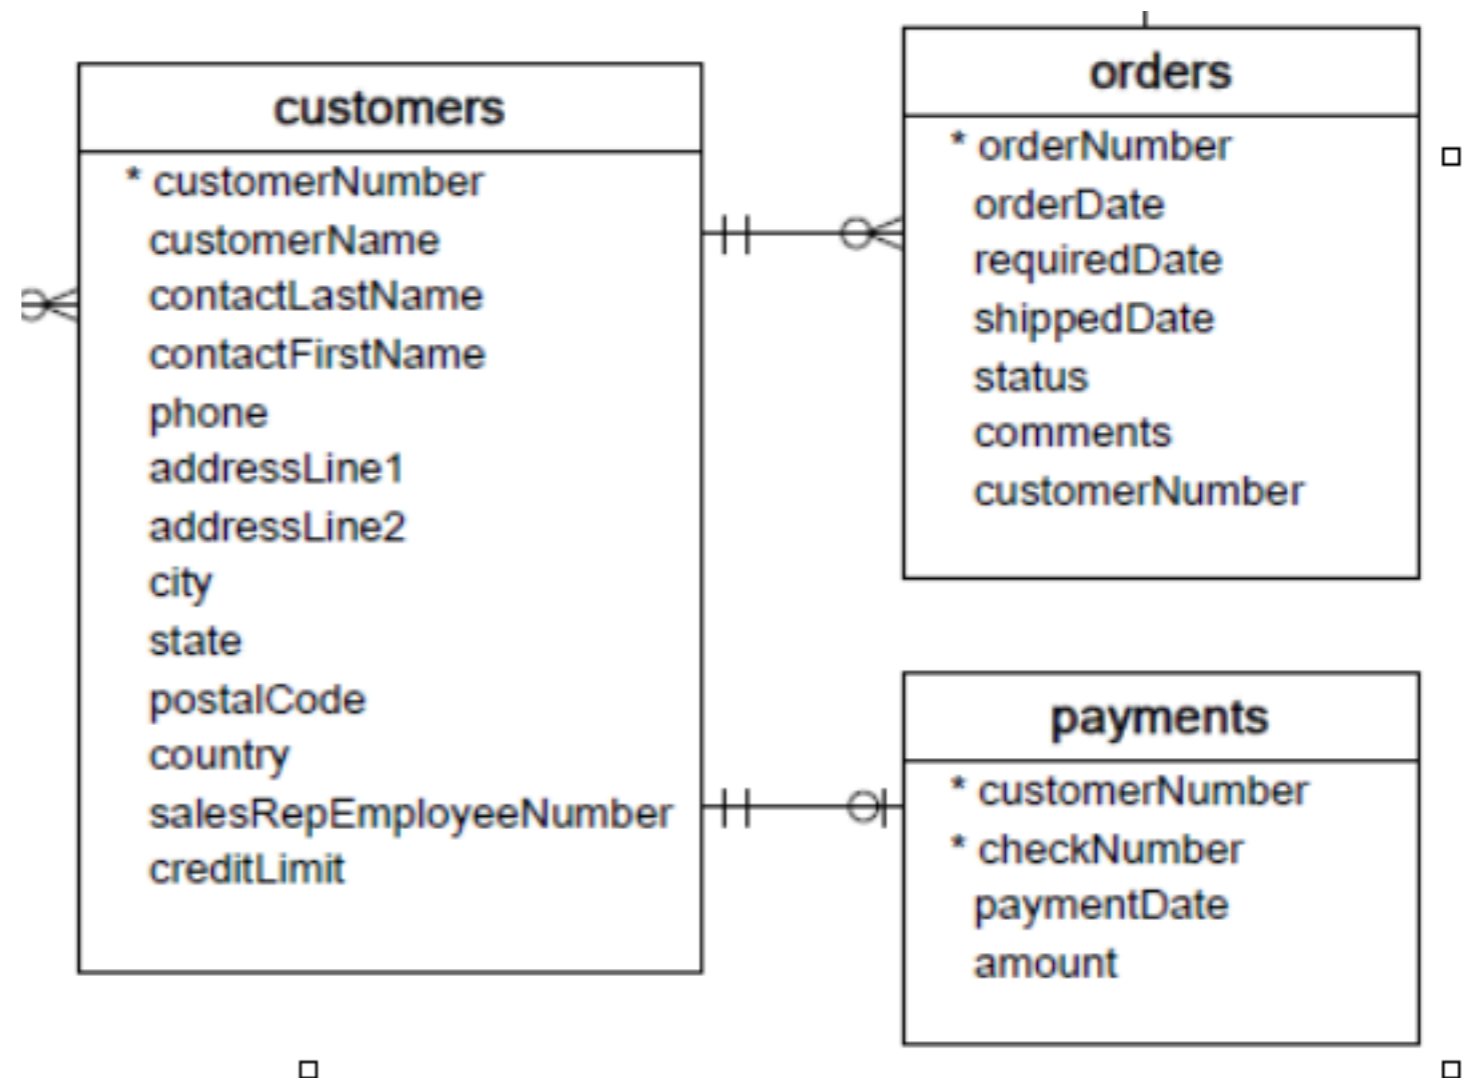 customers
* customerNumber
customerName
contactLastName
contactFirstName
phone
addressLine1
addressLine2
city
state
postalCode
country
salesRepEmployeeNumber
creditLimit
orders
* orderNumber
orderDate
requiredDate
shippedDate
status
comments
customerNumber
payments
* customerNumber
* checkNumber
paymentDate
amount